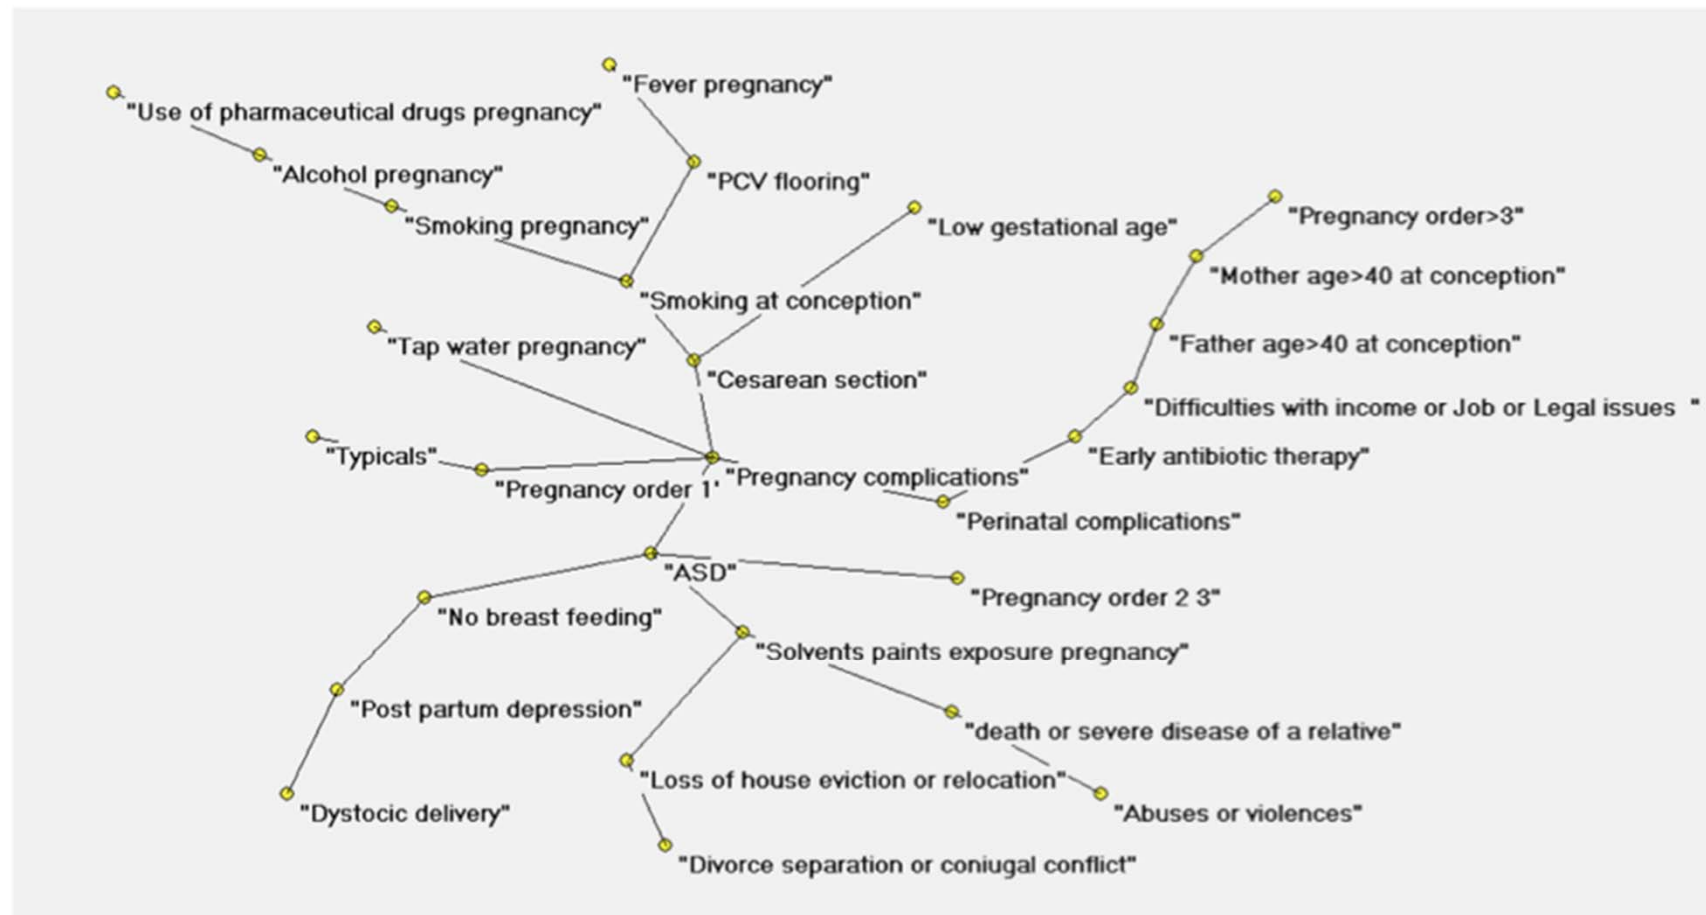 "Fever pregnancy"
"Use of pharmaceutical drugs pregnancy"
"Alcohol pregnancy"
"PCV flooring"
"Smoking pregnancy"
"Low gestational age"
"Pregnancy order>3"
"Mother age>40 at conception"
"Smoking at conception"
"Tap water pregnancy"
"Father age>40 at conception"
"Cesarean section"
"Difficulties with income or Job or Legal issues  "
"Typicals"
"Early antibiotic therapy"
"Pregnancy complications"
"Pregnancy order 1'
"Perinatal complications"
"ASD"
"Pregnancy order 2 3"
"No breast feeding"
"Solvents paints exposure pregnancy"
"Post partum depression"
"death or severe disease of a relative"
"Loss of house eviction or relocation"
"Dystocic delivery"
"Abuses or violences"
"Divorce separation or coniugal conflict"